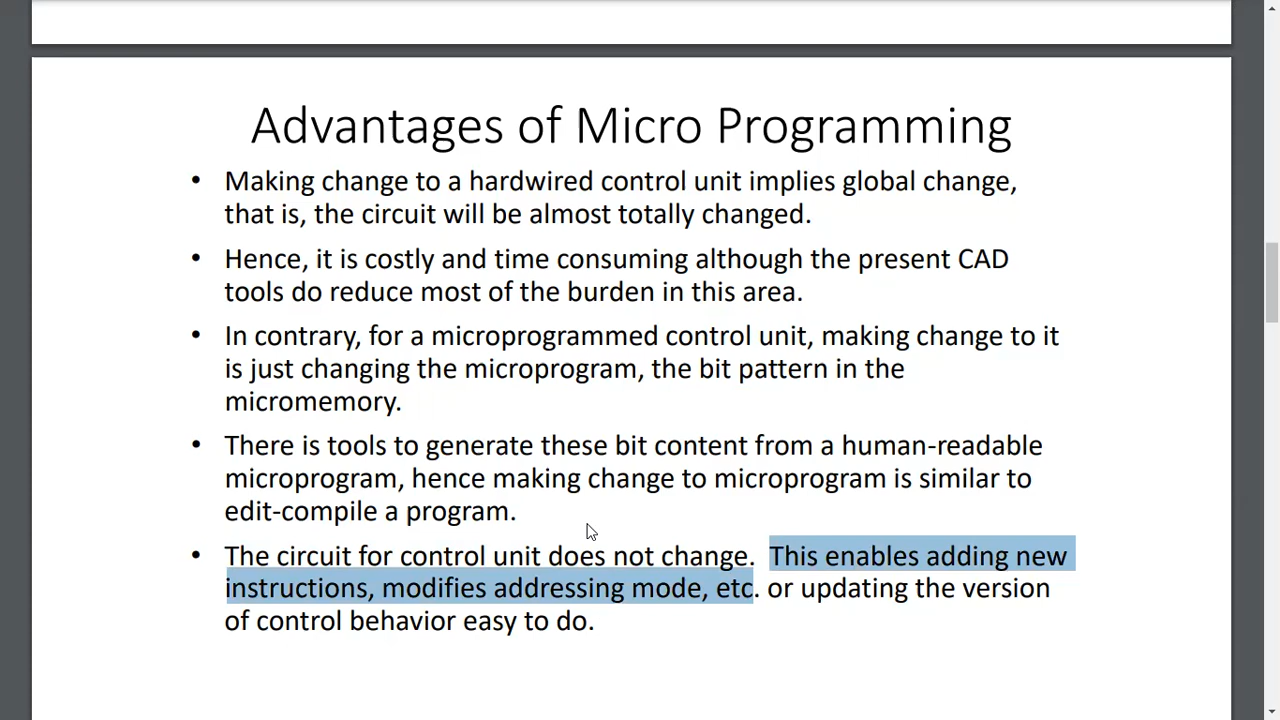 Advantages of Micro Programming
• Making change to a hardwired control unit implies global change,
that is, the circuit will be almost totally changed.
• Hence, it is costly and time consuming although the present CAD
tools do reduce most of the burden in this area.
• In contrary, for a microprogrammed control unit, making change to it
is just changing the microprogram, the bit pattern in the
micromemory.
• There is tools to generate these bit content from a human-readable
microprogram, hence making change to microprogram is similar to
edit-compile a program.
• The circuit for control unit does not change.  This enables adding new
instructions, modifies addressing mode, etc. or updating the version
of control behavior easy to do.